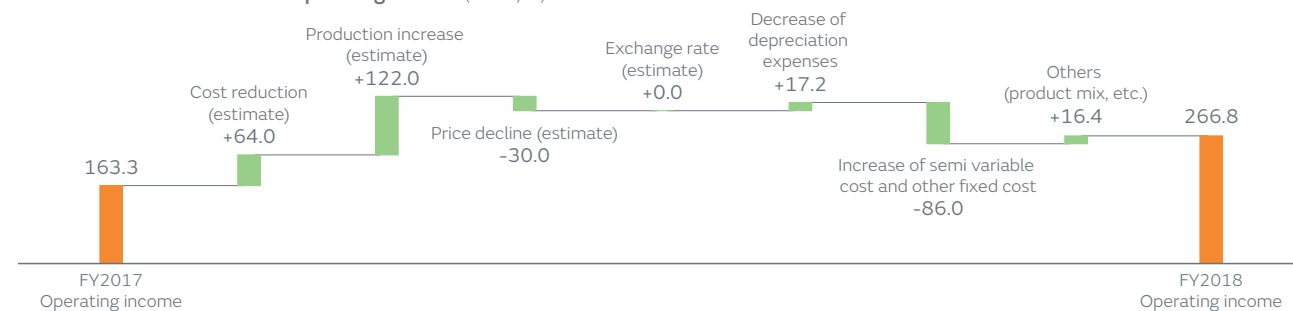 Decrease of
depreciation
expenses
+17.2
Production increase
(estimate)
+122.0
Exchange rate
(estimate)
+0.0
Others
(product mix, etc.)
+16.4
Cost reduction
(estimate)
+64.0
266.8
Price decline (estimate)
-30.0
163.3
Increase of semi variable
cost and other fixed cost
-86.0
FY2017
Operating income
FY2018
Operating income